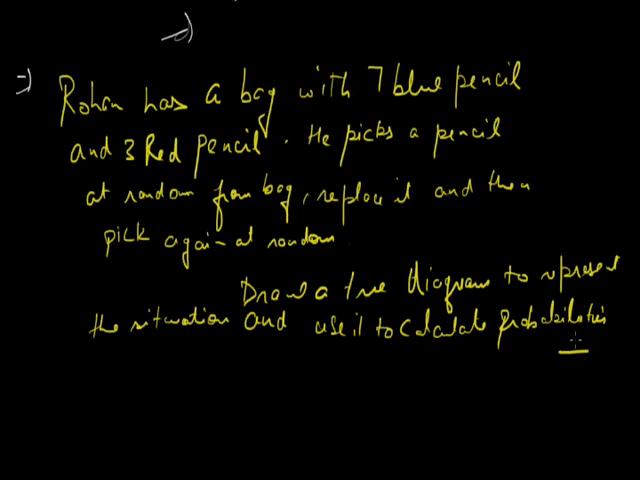 =)
=)
Rohan has a bag with 7 blue pencil
and 3 Red pencil. He picks a pencil
at random from bag, replace it and then
pick again at random
Draw a tree diagram to represent
the situation and use it to calculate probabilities